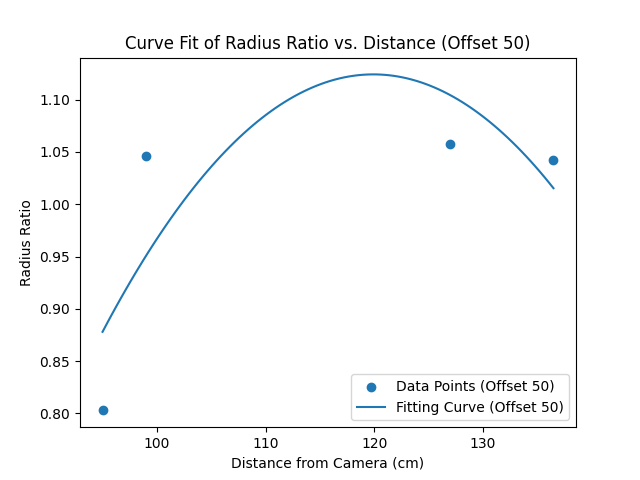 Curve Fit of Radius Ratio vs. Distance (Offset 50)
1.10
1.05
1.00
0.95
0.90
0.85
0.80
Radius Ratio
Data Points (Offset 50)
Fitting Curve (Offset 50)
100
110
120
130
Distance from Camera (cm)